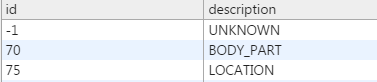 id description
-1 UNKNOWN
70 BODY_PART
75 LOCATION